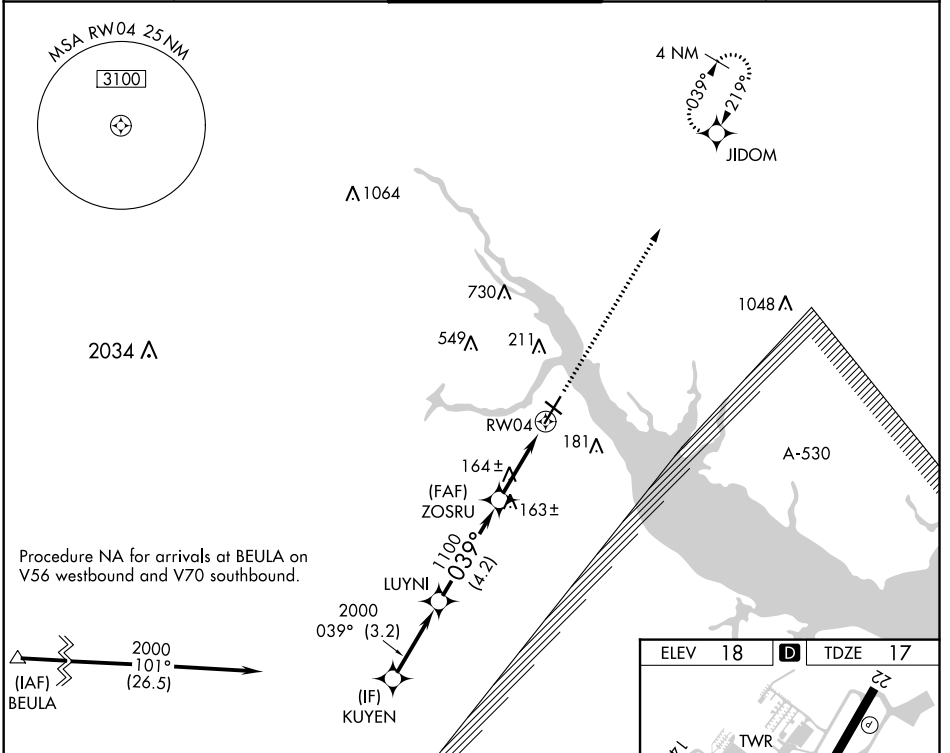 MSA RW04 25 NM
3100
4 NM
039°
219°
JIDOM
1064
730
1048
549
211
2034
RW04
181
A-530
164±
(FAF)
ZOSRU
163±
1100
039°
(4.2)
Procedure NA for arrivals at BEULA on
V56 westbound and V70 southbound.
LUYNI
2000
039° (3.2)
2000
101°
(26.5)
(IAF)
BEULA
(IF)
KUYEN
ELEV 18 D TDZE 17
22
P
TWR
14